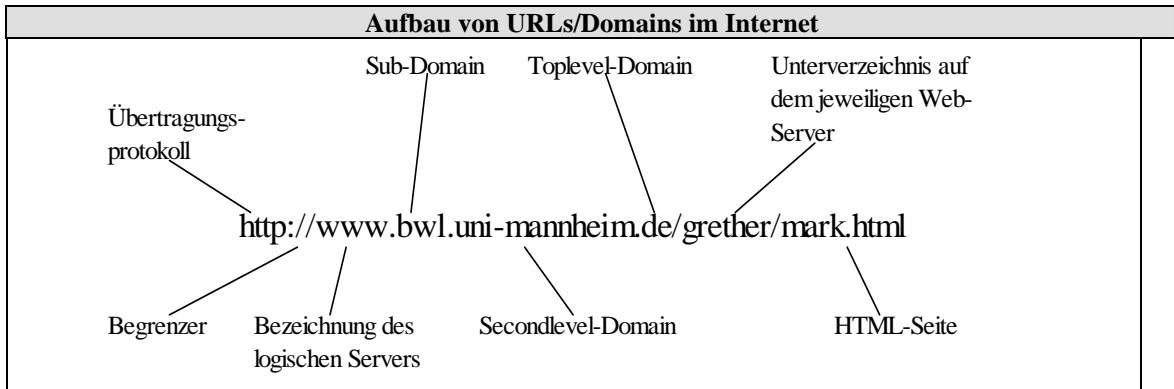 Aufbau von URLs/Domains im Internet
Sub-Domain
Toplevel-Domain
Unterverzeichnis auf
dem jeweiligen Web-
Server
Übertragungs-
protokoll
http://www.bwl.uni-mannheim.de/grether/mark.html
Begrenzer
Bezeichnung des
logischen Servers
Secondlevel-Domain
HTML-Seite